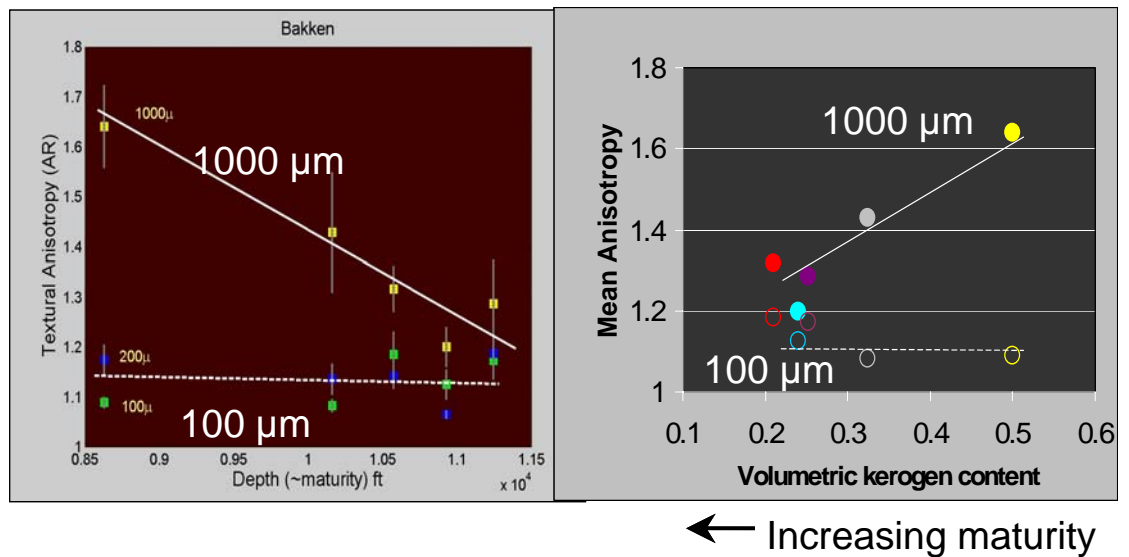 Bakken
1.8
1.7
1.6
1.5
1.4
1.3
1.2
1.1
1
Textural Anisotropy (AR)
1000µ
1000 µm
200µ
100µ
100 µm
0.85 0.9 0.95 1 1.05 1.1 1.15
Depth (~maturity) ft
x 10⁴
1.8
1.6
1.4
1.2
1
Mean Anisotropy
1000 µm
100 µm
0.1 0.2 0.3 0.4 0.5 0.6
Volumetric kerogen content
Increasing maturity